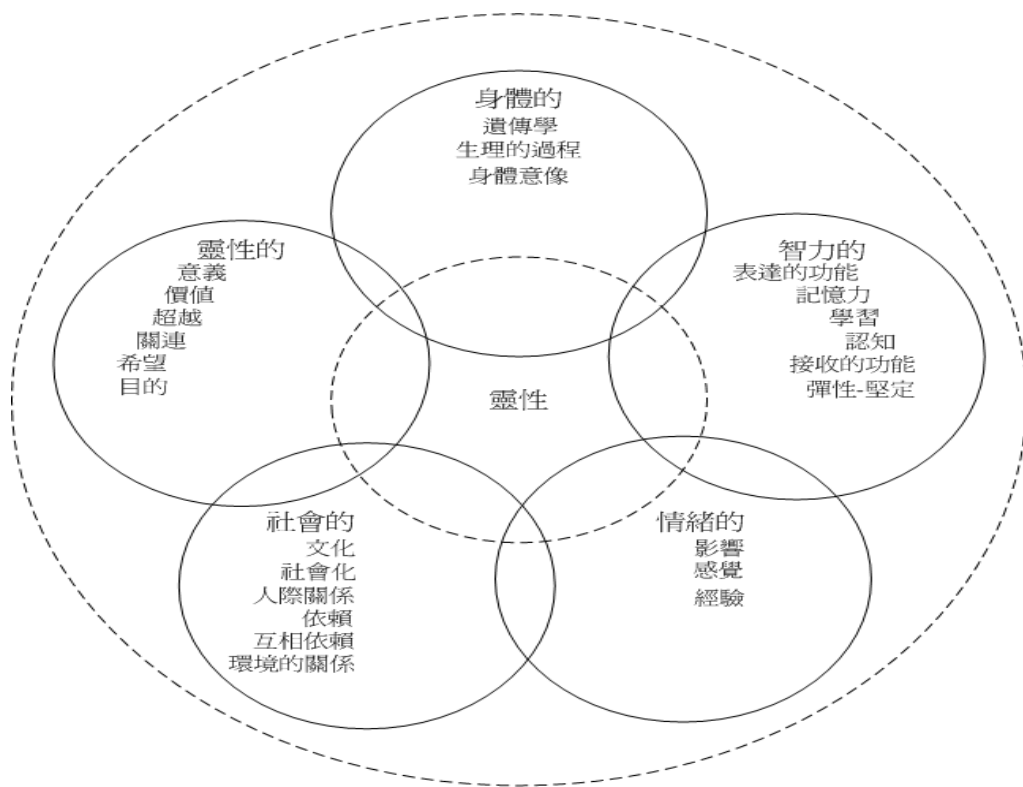 身體的
遺傳學
生理的過程
身體意像
靈性的
意義
價值
超越
關連
希望
目的
智力的
表達的功能
記憶力
學習
認知
接收的功能
彈性-堅定
靈性
社會的
文化
社會化
人際關係
依賴
互相依賴
環境的關係
情緒的
影響
感覺
經驗